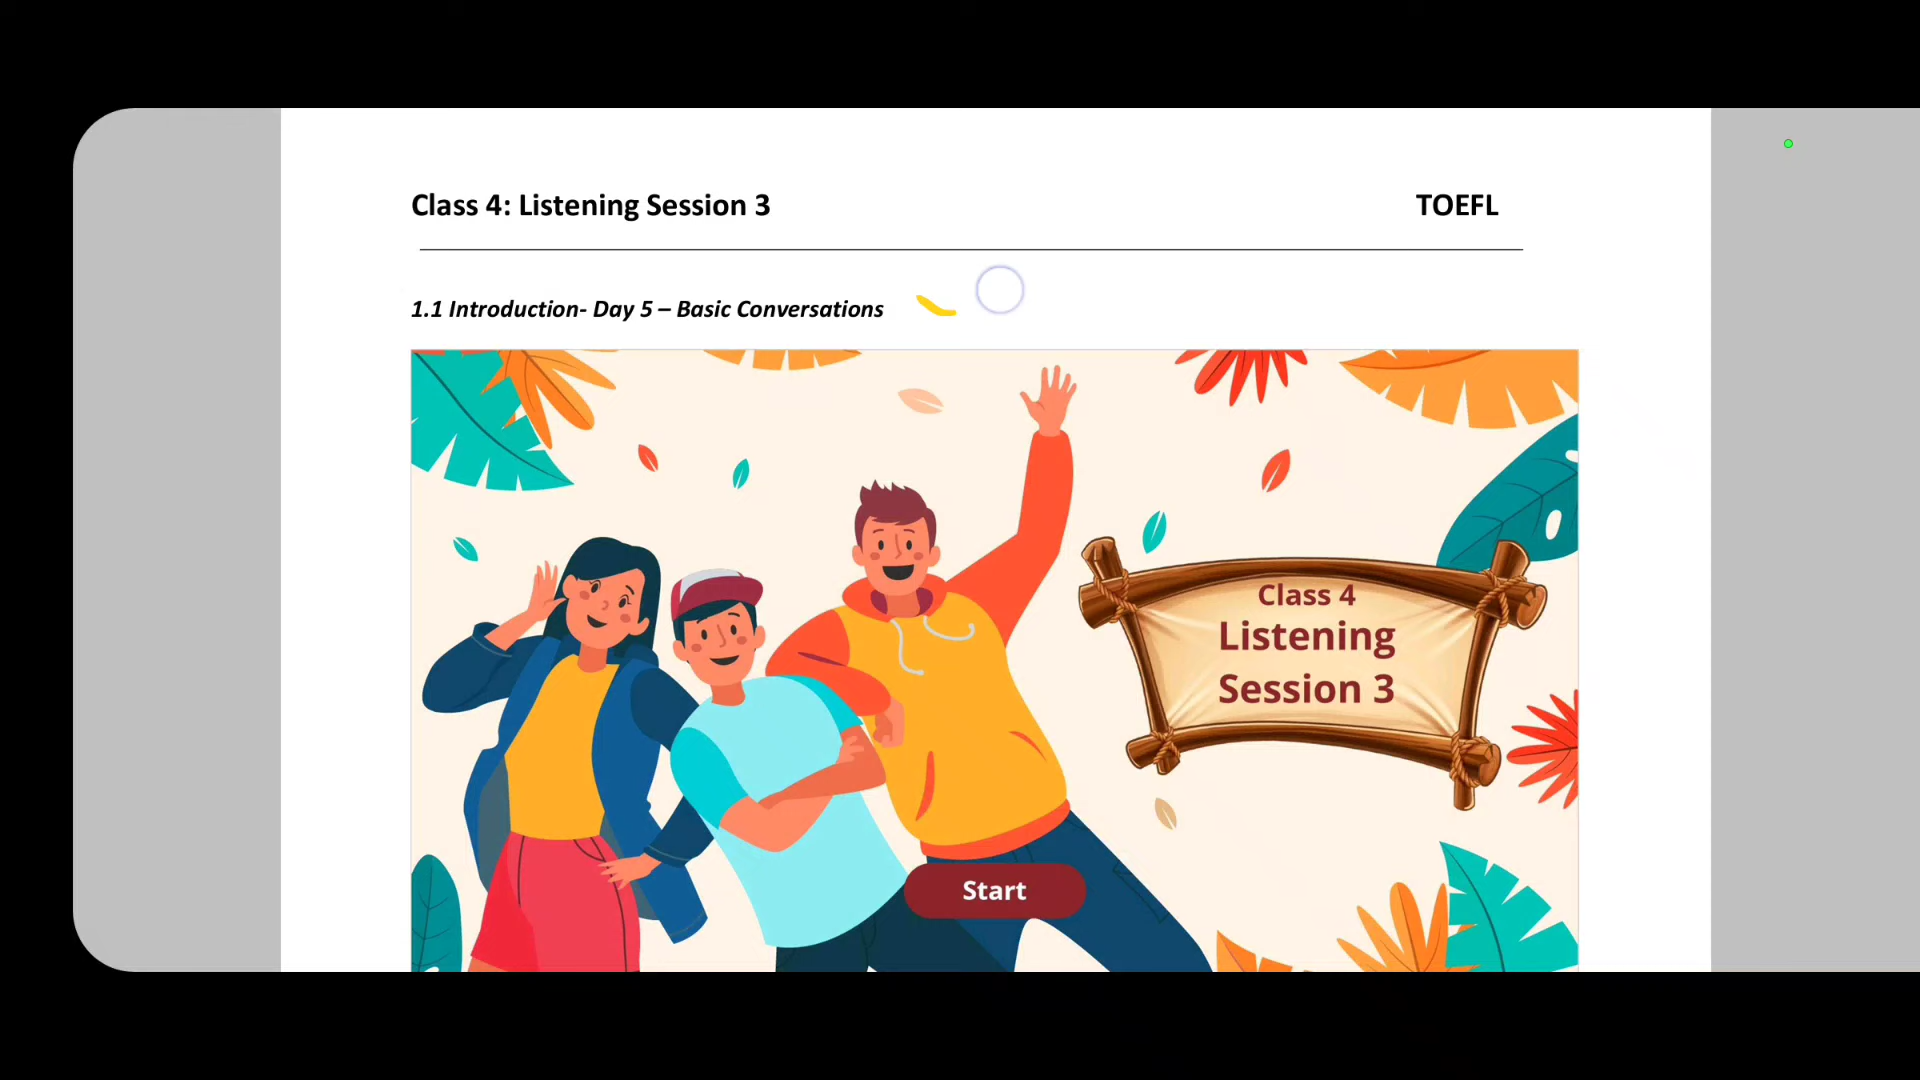 Class 4: Listening Session 3 TOEFL
1.1 Introduction- Day 5 – Basic Conversations
Class 4
Listening
Session 3
Start